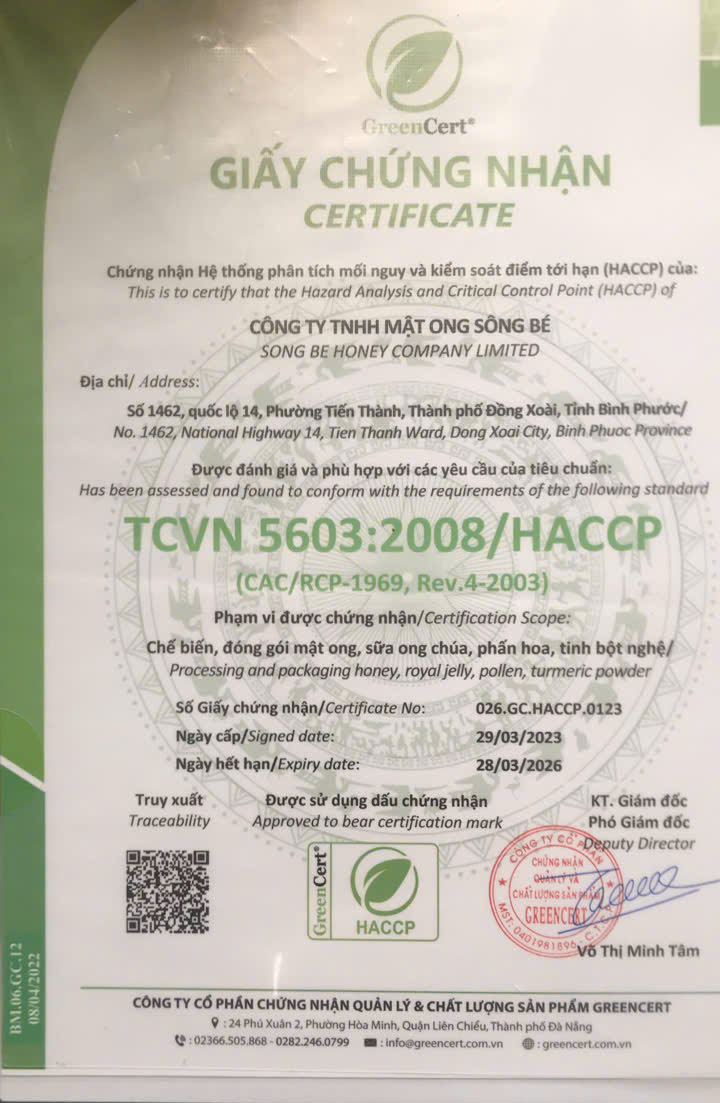 GreenCert®
GIẤY CHỨNG NHẬN
CERTIFICATE
Chứng nhận Hệ thống phân tích mối nguy và kiểm soát điểm tới hạn (HACCP) của:
This is to certify that the Hazard Analysis and Critical Control Point (HACCP) of
CÔNG TY TNHH MẬT ONG SÔNG BÉ
SONG BE HONEY COMPANY LIMITED
Địa chỉ/ Address:
Số 1462, quốc lộ 14, Phường Tiến Thành, Thành phố Đồng Xoài, Tỉnh Bình Phước/
No. 1462, National Highway 14, Tien Thanh Ward, Dong Xoai City, Binh Phuoc Province
Được đánh giá và phù hợp với các yêu cầu của tiêu chuẩn:
Has been assessed and found to conform with the requirements of the following standard
TCVN 5603:2008/HACCP
(CAC/RCP-1969, Rev.4-2003)
Phạm vi được chứng nhận/Certification Scope:
Chế biến, đóng gói mật ong, sữa ong chúa, phấn hoa, tinh bột nghệ/
Processing and packaging honey, royal jelly, pollen, turmeric powder
Số Giấy chứng nhận/Certificate No: 026.GC.HACCP.0123
Ngày cấp/Signed date: 29/03/2023
Ngày hết hạn/Expiry date: 28/03/2026
Truy xuất
Traceability
Được sử dụng dấu chứng nhận
Approved to bear certification mark
KT. Giám đốc
Phó Giám đốc
Deputy Director
GreenCert®
HACCP
CÔNG TY CỔ PHẦN
CHỨNG NHẬN
QUẢN LÝ VÀ
CHẤT LƯỢNG SẢN PHẨM
GREENCERT
MST: 0401981896 - C.T.C.P
Võ Thị Minh Tâm
BM.06.GC.12
08/04/2022
CÔNG TY CỔ PHẦN CHỨNG NHẬN QUẢN LÝ & CHẤT LƯỢNG SẢN PHẨM GREENCERT
: 24 Phú Xuân 2, Phường Hòa Minh, Quận Liên Chiểu, Thành phố Đà Nẵng
: 02366.505.868 - 0282.246.0799 : info@greencert.com.vn : greencert.com.vn